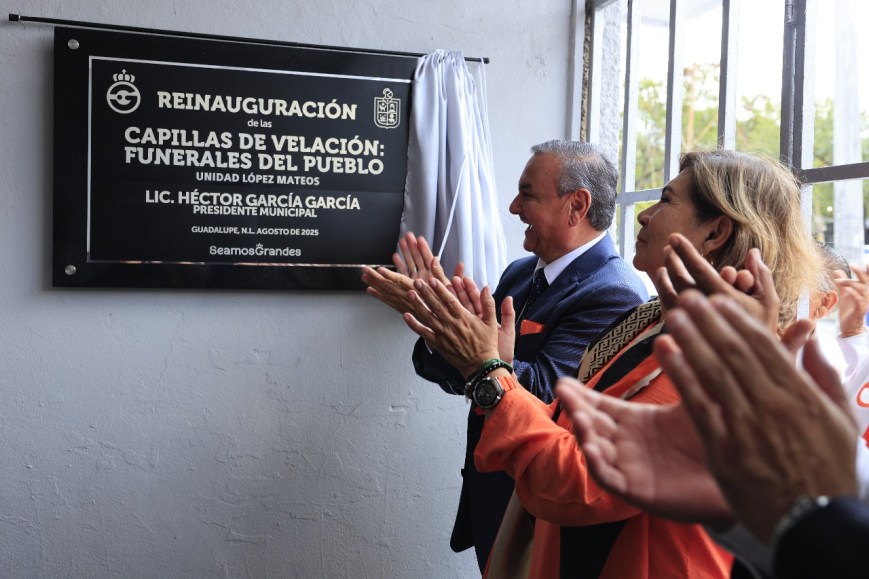 REINAUGURACIÓN
de las
CAPILLAS DE VELACIÓN:
FUNERALES DEL PUEBLO
UNIDAD LÓPEZ MATEOS
LIC. HÉCTOR GARCÍA GARCÍA
PRESIDENTE MUNICIPAL
GUADALUPE, N.L. AGOSTO DE 2025
SeamosGrandes